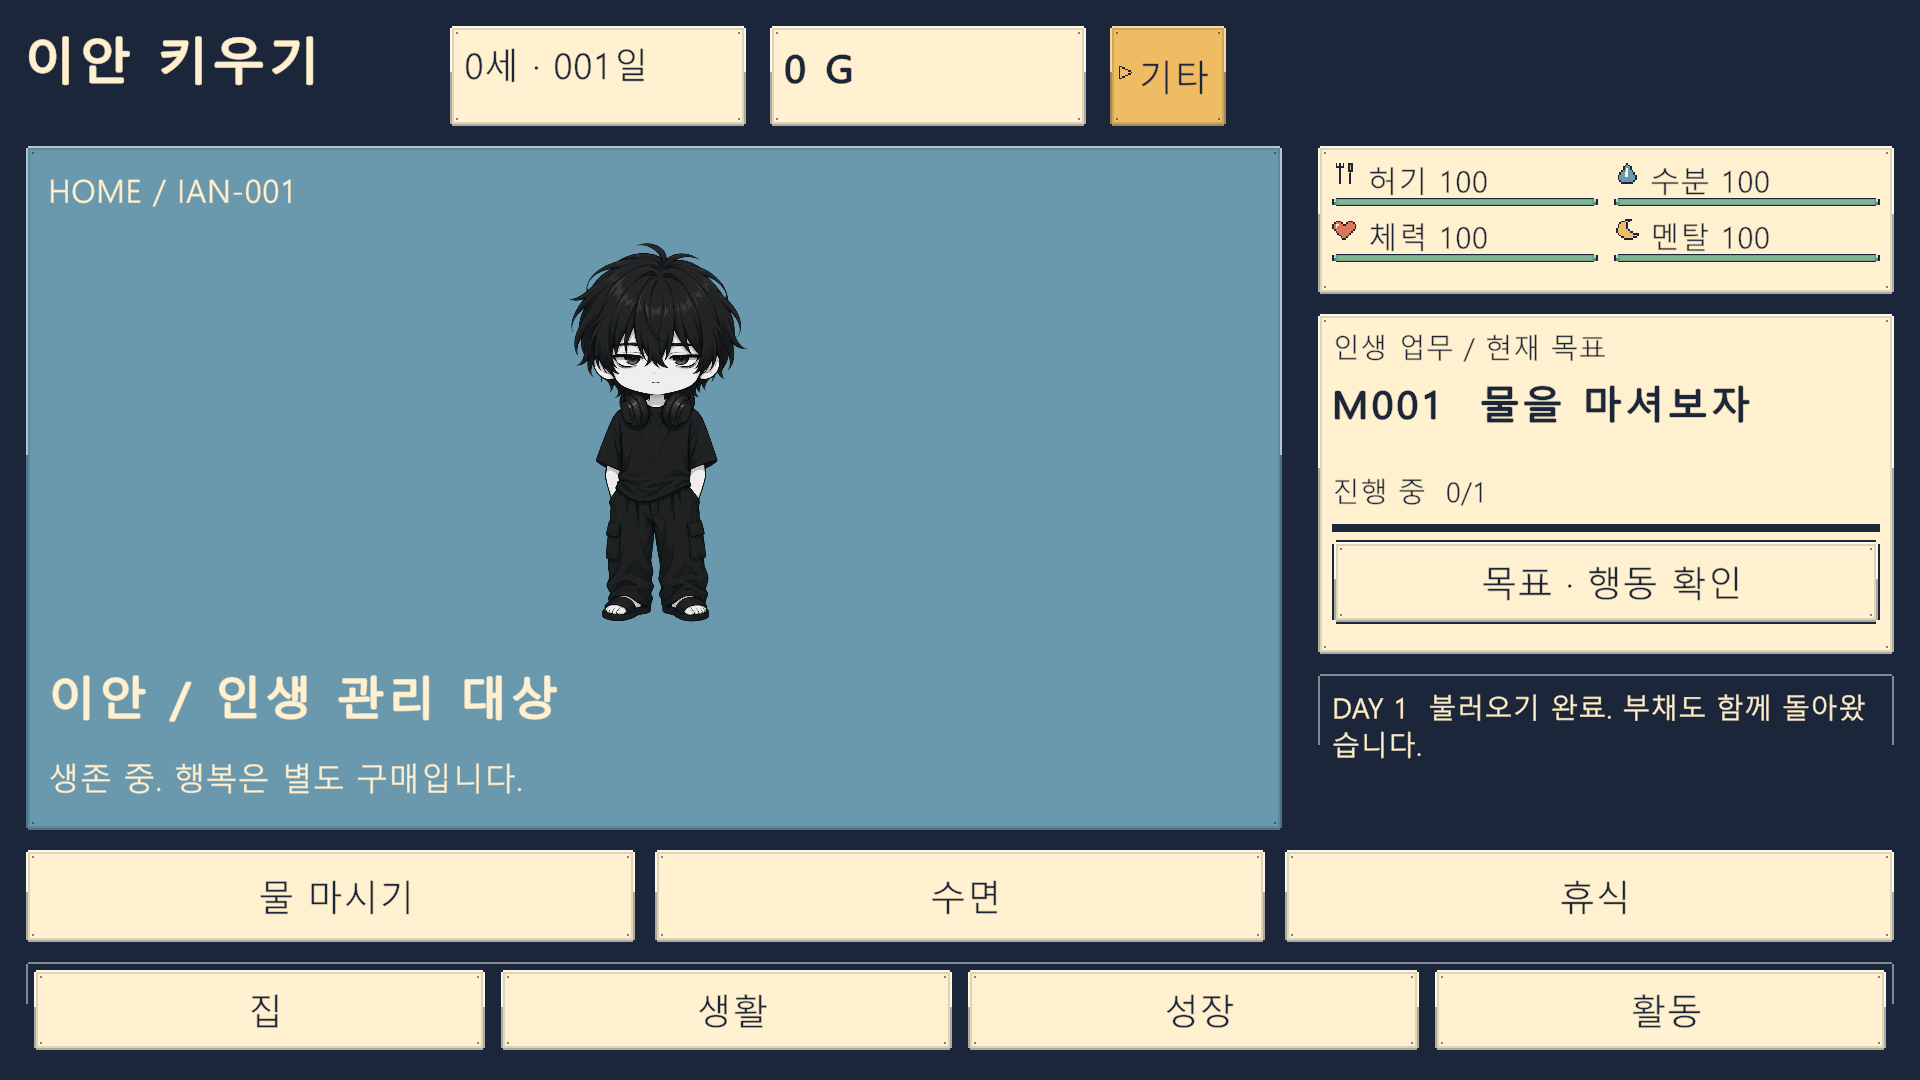 이안 키우기
0세 · 001일
0 G
기타
HOME / IAN-001
이안 / 인생 관리 대상
생존 중. 행복은 별도 구매입니다.
허기 100
수분 100
체력 100
멘탈 100
인생 업무 / 현재 목표
M001 물을 마셔보자
진행 중 0/1
목표 · 행동 확인
DAY 1 불러오기 완료. 부채도 함께 돌아왔
습니다.
물 마시기
수면
휴식
집
생활
성장
활동